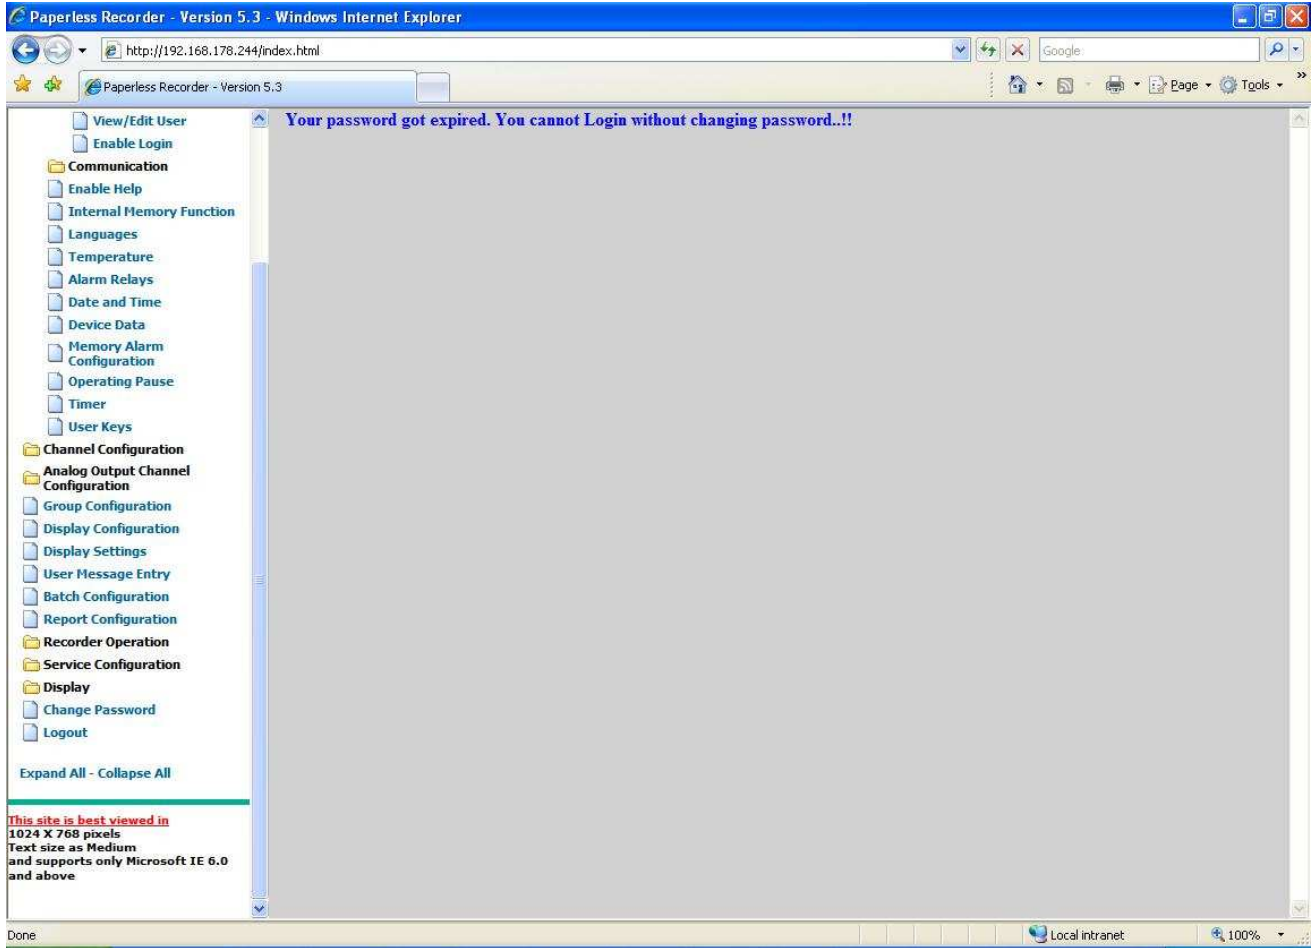 Paperless Recorder - Version 5.3 - Windows Internet Explorer
http://192.168.178.244/index.html
Google
Paperless Recorder - Version 5.3
Page
Tools
»
View/Edit User
Enable Login
Communication
Enable Help
Internal Memory Function
Languages
Temperature
Alarm Relays
Date and Time
Device Data
Memory Alarm
Configuration
Operating Pause
Timer
User Keys
Channel Configuration
Analog Output Channel
Configuration
Group Configuration
Display Configuration
Display Settings
User Message Entry
Batch Configuration
Report Configuration
Recorder Operation
Service Configuration
Display
Change Password
Logout
Expand All - Collapse All
This site is best viewed in
1024 X 768 pixels
Text size as Medium
and supports only Microsoft IE 6.0
and above
Your password got expired. You cannot Login without changing password..!!
Done
Local intranet
100%